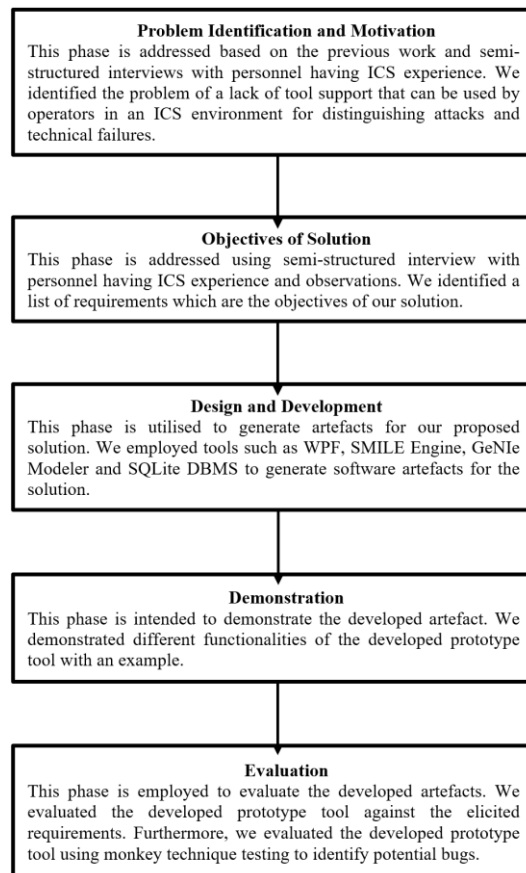 Problem Identification and Motivation
This phase is addressed based on the previous work and semi-
structured interviews with personnel having ICS experience. We
identified the problem of a lack of tool support that can be used by
operators in an ICS environment for distinguishing attacks and
technical failures.
Objectives of Solution
This phase is addressed using semi-structured interview with
personnel having ICS experience and observations. We identified a
list of requirements which are the objectives of our solution.
Design and Development
This phase is utilised to generate artefacts for our proposed
solution. We employed tools such as WPF, SMILE Engine, GeNIe
Modeler and SQLite DBMS to generate software artefacts for the
solution.
Demonstration
This phase is intended to demonstrate the developed artefact. We
demonstrated different functionalities of the developed prototype
tool with an example.
Evaluation
This phase is employed to evaluate the developed artefacts. We
evaluated the developed prototype tool against the elicited
requirements. Furthermore, we evaluated the developed prototype
tool using monkey technique testing to identify potential bugs.